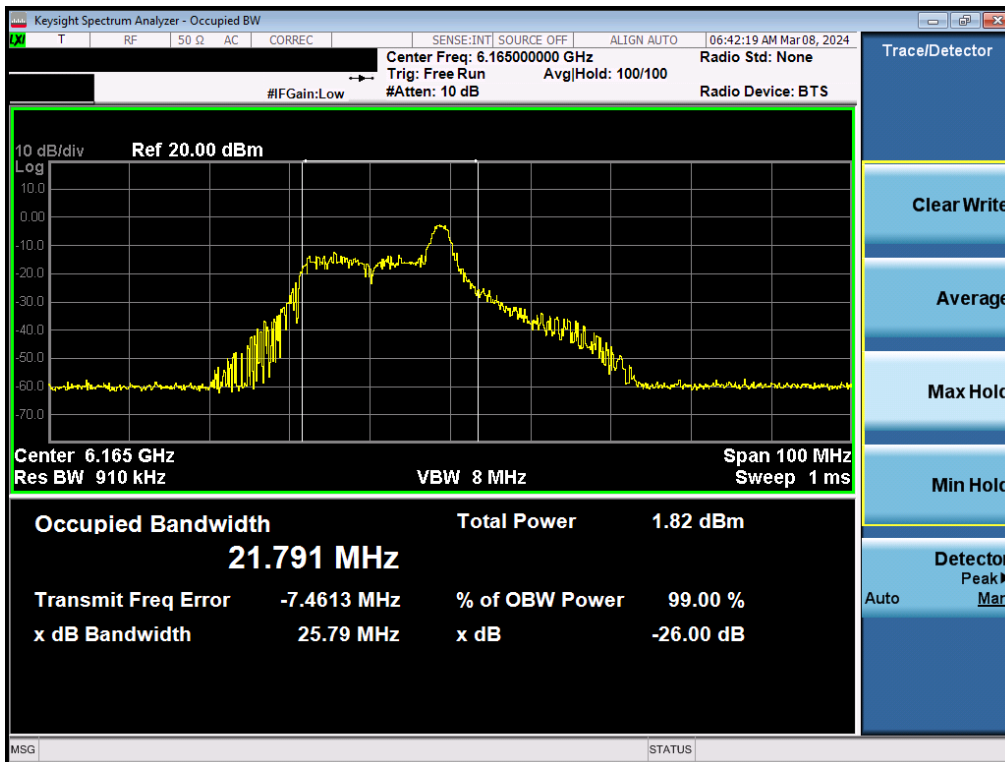 Keysight Spectrum Analyzer - Occupied BW
LXI T RF 50 Ω AC CORREC SENSE:INT SOURCE OFF ALIGN AUTO 06:42:19 AM Mar 08, 2024
Center Freq: 6.165000000 GHz Radio Std: None
Trig: Free Run Avg|Hold: 100/100
#IFGain:Low #Atten: 10 dB Radio Device: BTS
10 dB/div Ref 20.00 dBm
Log
10.0
0.00
-10.0
-20.0
-30.0
-40.0
-50.0
-60.0
-70.0
Center 6.165 GHz Span 100 MHz
Res BW 910 kHz VBW 8 MHz Sweep 1 ms
Occupied Bandwidth Total Power 1.82 dBm
21.791 MHz
Transmit Freq Error -7.4613 MHz % of OBW Power 99.00 %
x dB Bandwidth 25.79 MHz x dB -26.00 dB
MSG STATUS
Trace/Detector
Clear Write
Average
Max Hold
Min Hold
Detector
Peak
Auto Man